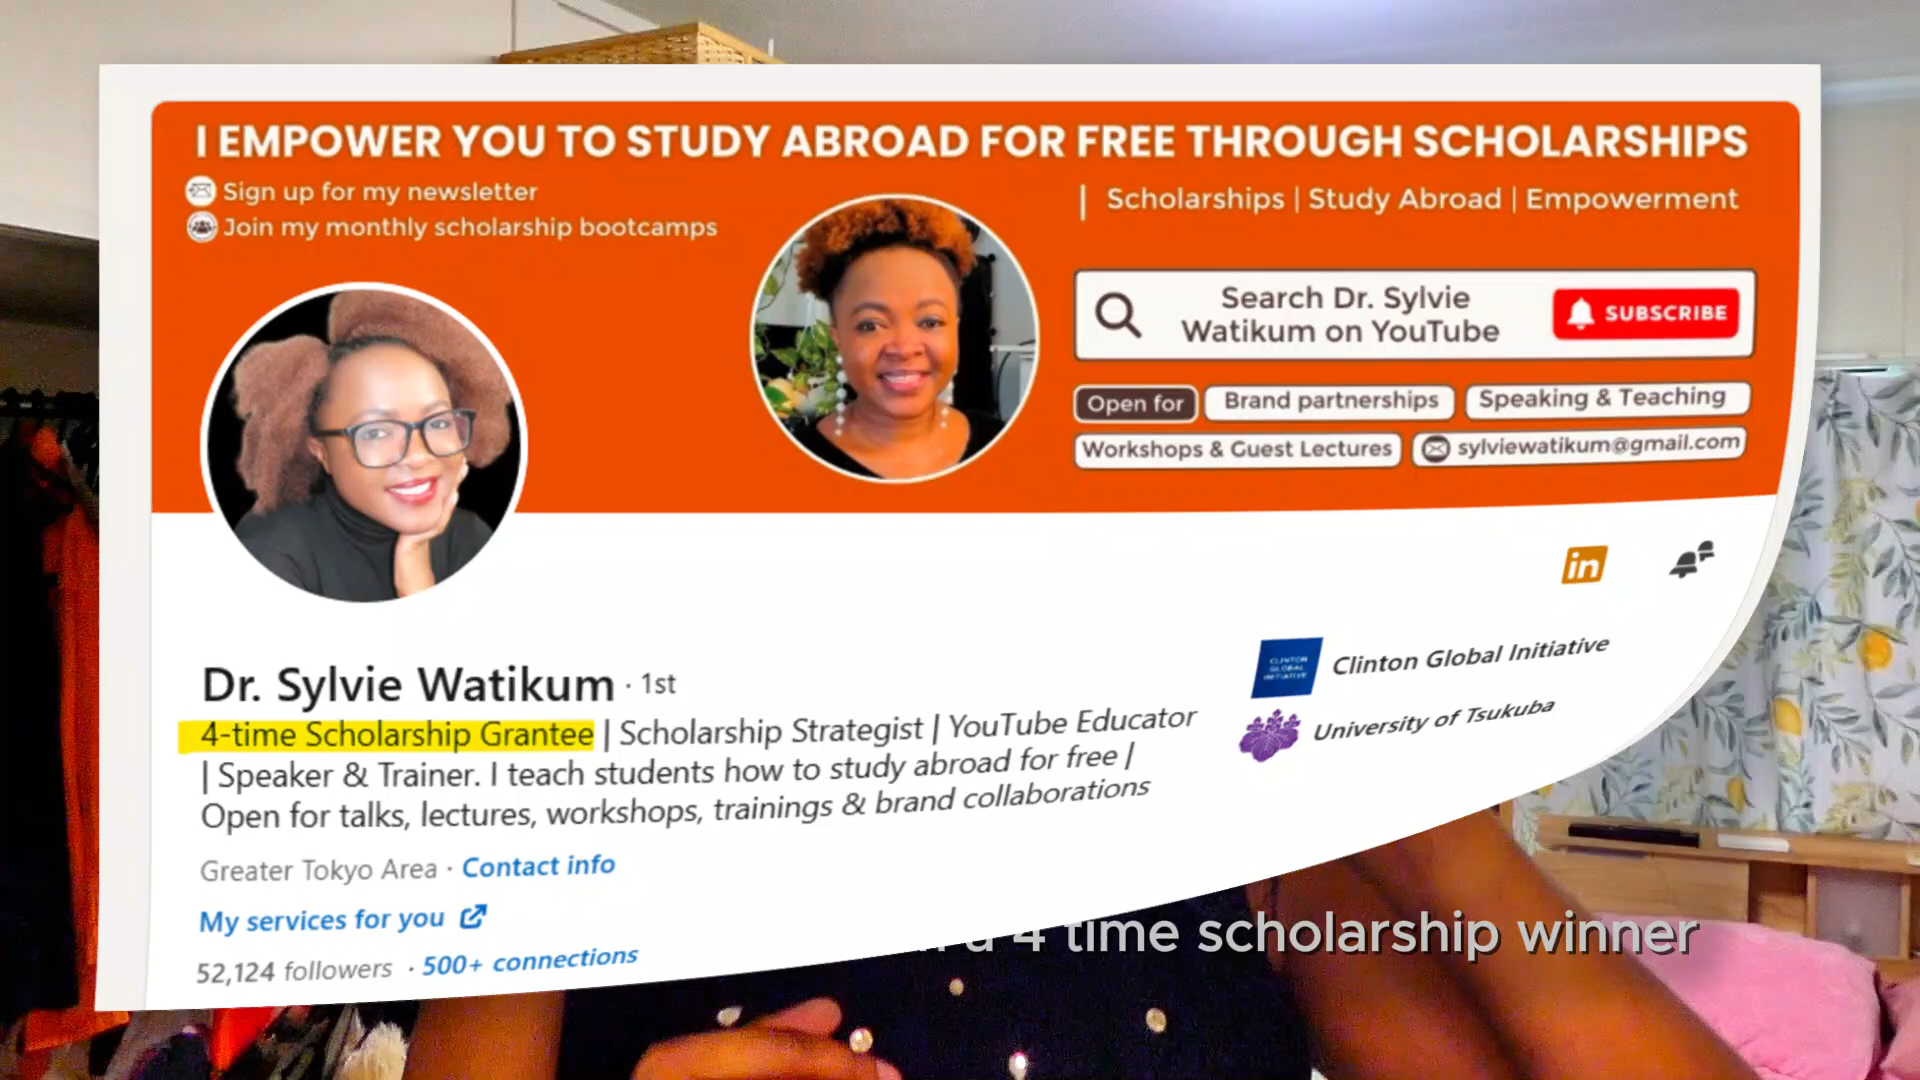 I EMPOWER YOU TO STUDY ABROAD FOR FREE THROUGH SCHOLARSHIPS
Sign up for my newsletter
Join my monthly scholarship bootcamps
| Scholarships | Study Abroad | Empowerment
Search Dr. Sylvie
Watikum on YouTube
SUBSCRIBE
Open for
Brand partnerships
Speaking & Teaching
Workshops & Guest Lectures
sylviewatikum@gmail.com
in
Dr. Sylvie Watikum · 1st
4-time Scholarship Grantee | Scholarship Strategist | YouTube Educator
| Speaker & Trainer. I teach students how to study abroad for free |
Open for talks, lectures, workshops, trainings & brand collaborations
CLINTON
GLOBAL
INITIATIVE
Clinton Global Initiative
University of Tsukuba
Greater Tokyo Area · Contact info
My services for you
52,124 followers · 500+ connections
a 4 time scholarship winner